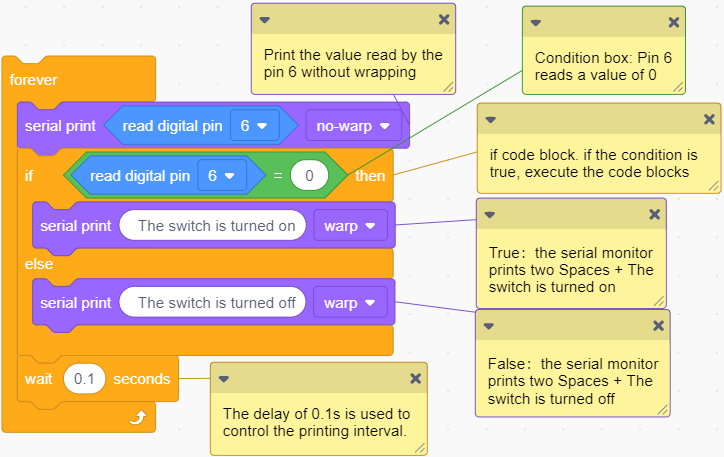 Print the value read by the
pin 6 without wrapping
Condition box: Pin 6
reads a value of 0
forever
serial print read digital pin 6 no-warp
if code block. if the condition is
true, execute the code blocks
if read digital pin 6 = 0 then
serial print The switch is turned on warp
True: the serial monitor
prints two Spaces + The
switch is turned on
else
serial print The switch is turned off warp
False: the serial monitor
prints two Spaces + The
switch is turned off
wait 0.1 seconds
The delay of 0.1s is used to
control the printing interval.